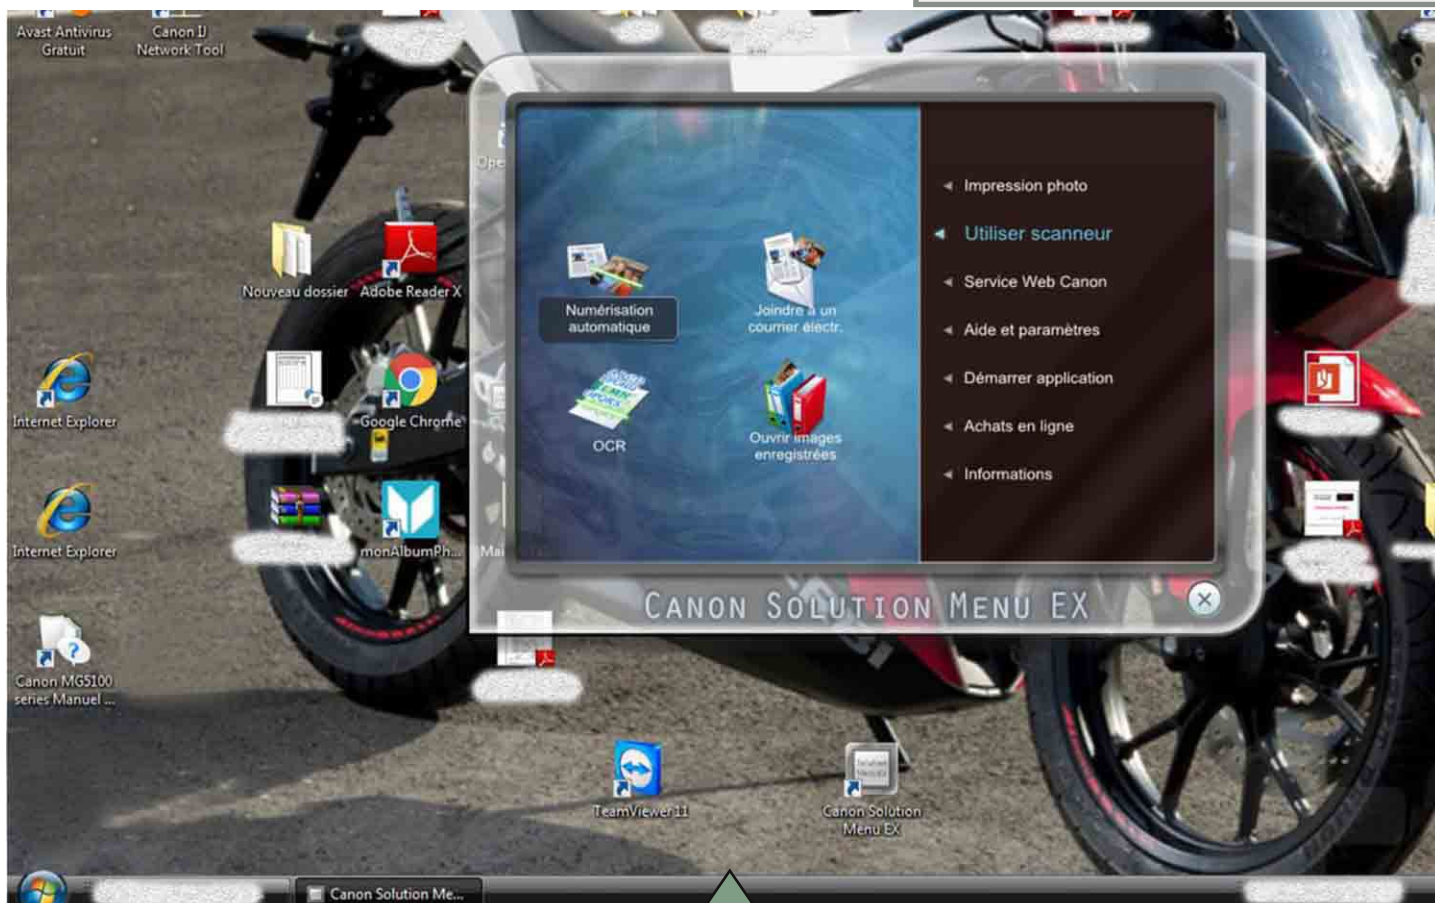 Avast Antivirus
Gratuit
Canon IJ
Network Tool
Impression photo
Utiliser scanneur
Service Web Canon
Aide et paramètres
Démarrer application
Achats en ligne
Informations
Numérisation
automatique
Joindre à un
courrier électr.
OCR
Ouvrir images
enregistrées
CANON SOLUTION MENU EX
Nouveau dossier
Adobe Reader X
Internet Explorer
Google Chrome
Internet Explorer
monAlbumPh...
Canon MG5100
series Manuel ...
TeamViewer 11
Canon Solution
Menu EX
Canon Solution Me...